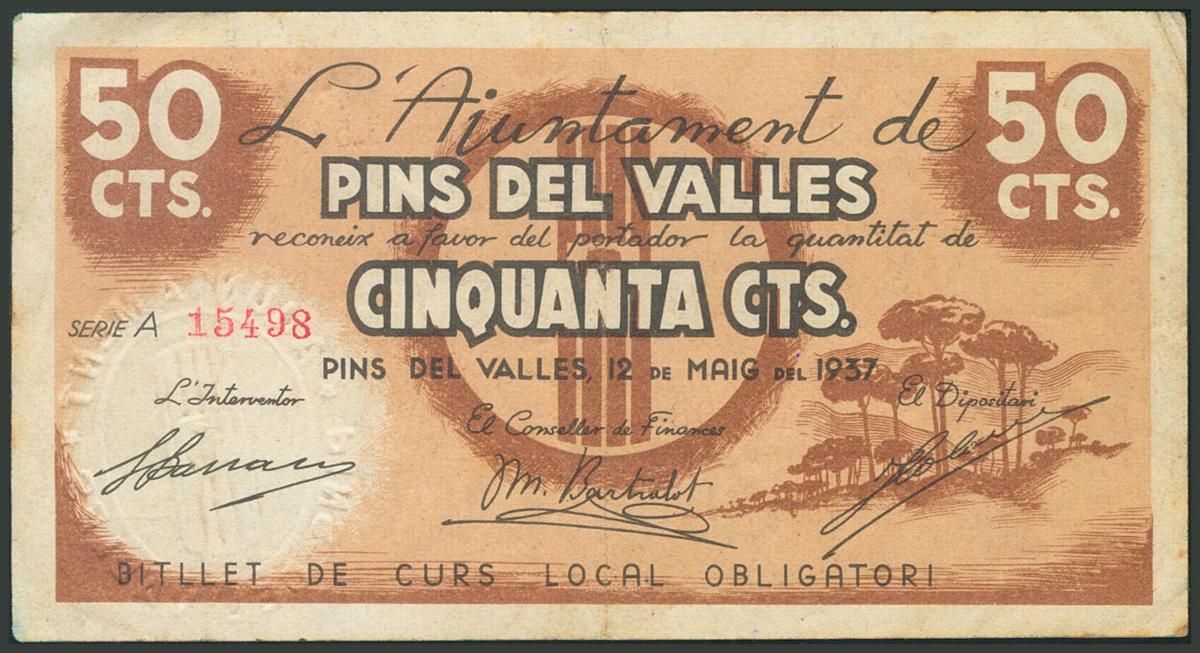 50 CTS.
L'Ajuntament de
50 CTS.
PINS DEL VALLES
reconeix a favor del portador la quantitat de
CINQUANTA CTS.
SERIE A 15498
PINS DEL VALLES, 12 DE MAIG DEL 1937
L'Interventor
El Conseller de Finances
El Dipositari
M. Bartralot
BITLLET DE CURS LOCAL OBLIGATORI